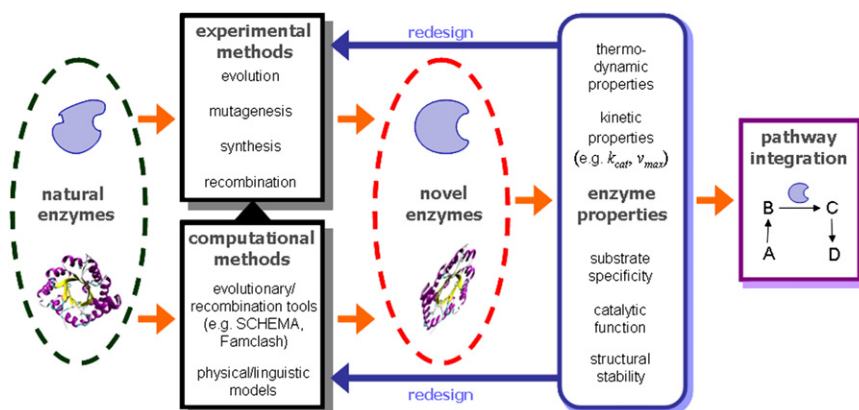 natural
enzymes
experimental
methods
evolution
mutagenesis
synthesis
recombination
computational
methods
evolutionary/
recombination tools
(e.g. SCHEMA,
Famclash)
physical/linguistic
models
redesign
novel
enzymes
redesign
thermo-
dynamic
properties
kinetic
properties
(e.g. kcat, vmax)
enzyme
properties
substrate
specificity
catalytic
function
structural
stability
pathway
integration
B C
A D